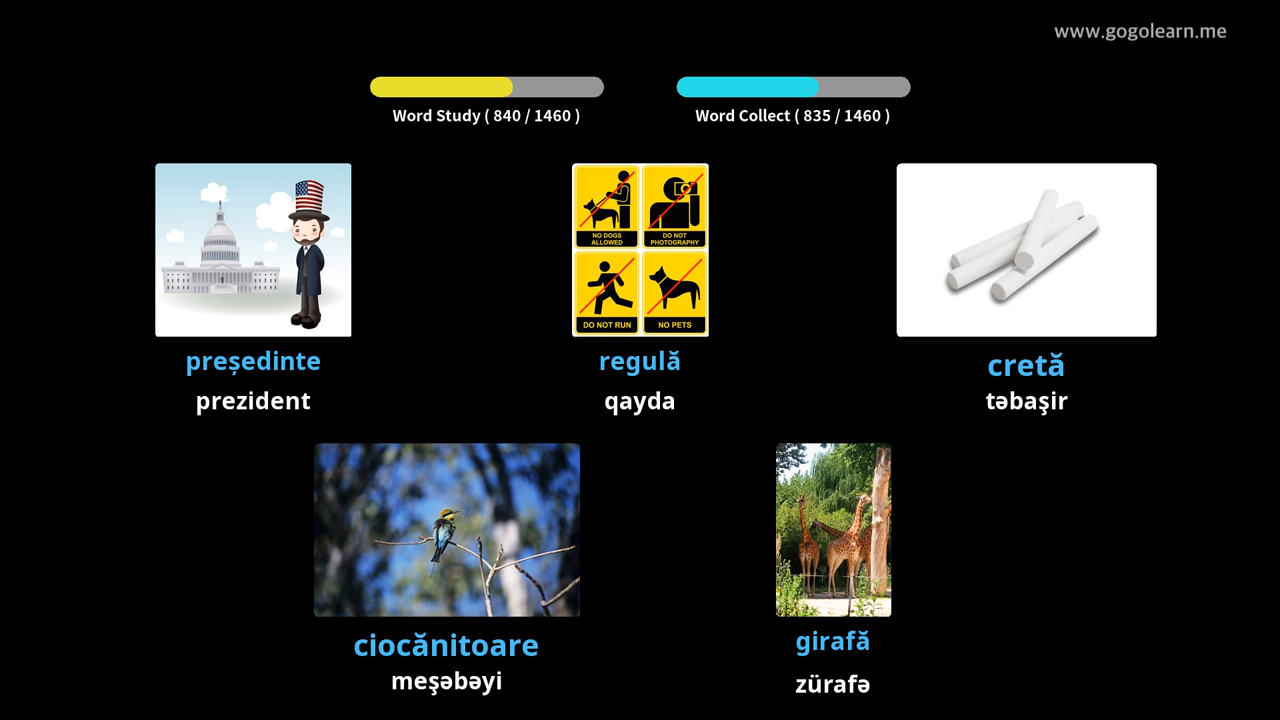 www.gogolearn.me
Word Study ( 840 / 1460 )
Word Collect ( 835 / 1460 )
NO DOGS
ALLOWED
DO NOT
PHOTOGRAPHY
DO NOT RUN
NO PETS
președinte
prezident
regulă
qayda
cretă
təbaşir
ciocănitoare
meşəbəyi
girafă
zürafə